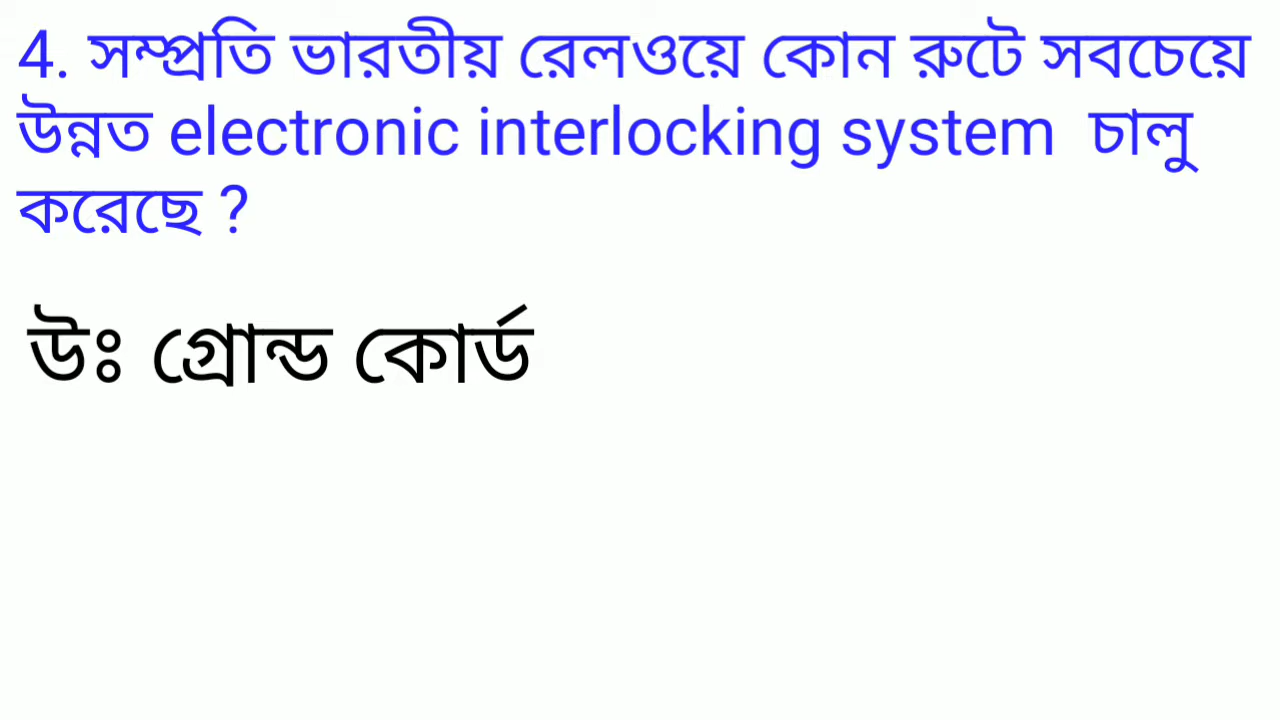 4. সম্প্রতি ভারতীয় রেলওয়ে কোন রুটে সবচেয়ে
উন্নত electronic interlocking system চালু
করেছে ?
উঃ গ্রোন্ড কোর্ড